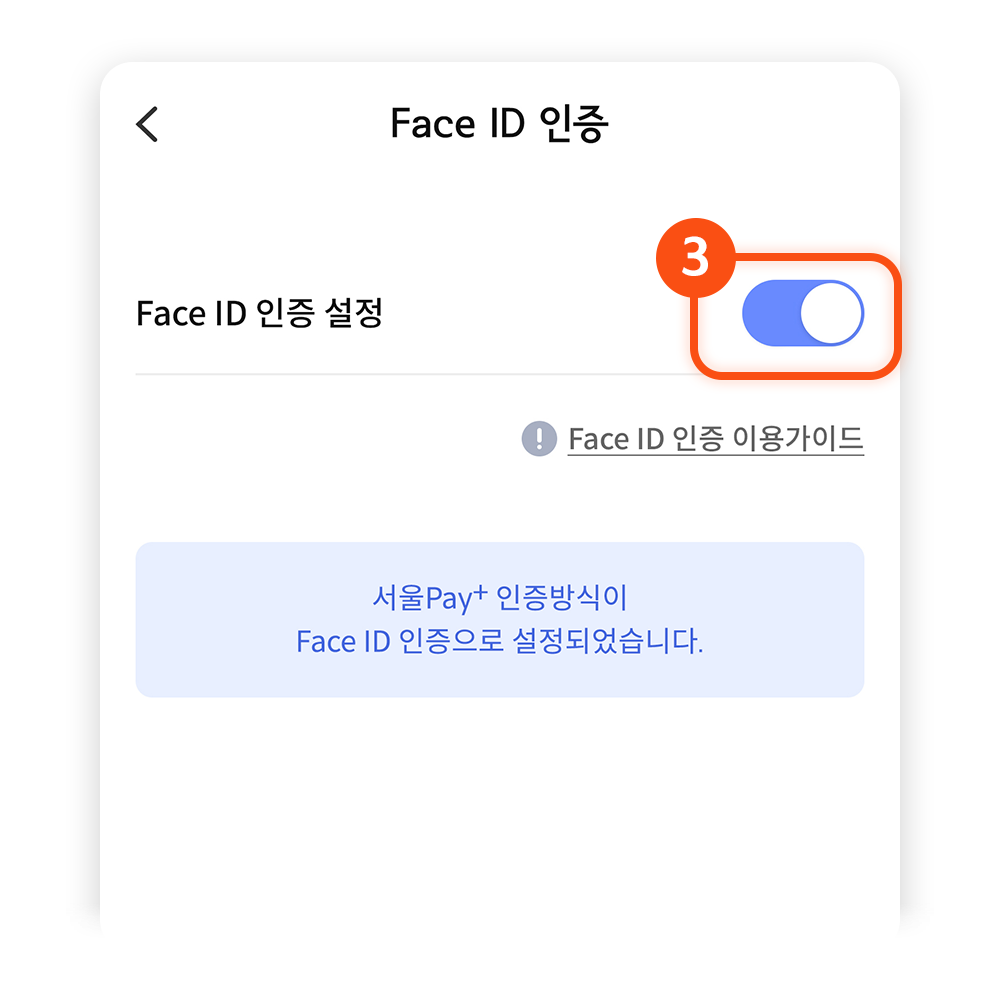 Face ID 인증
3
Face ID 인증 설정
! Face ID 인증 이용가이드
서울Pay⁺ 인증방식이
Face ID 인증으로 설정되었습니다.